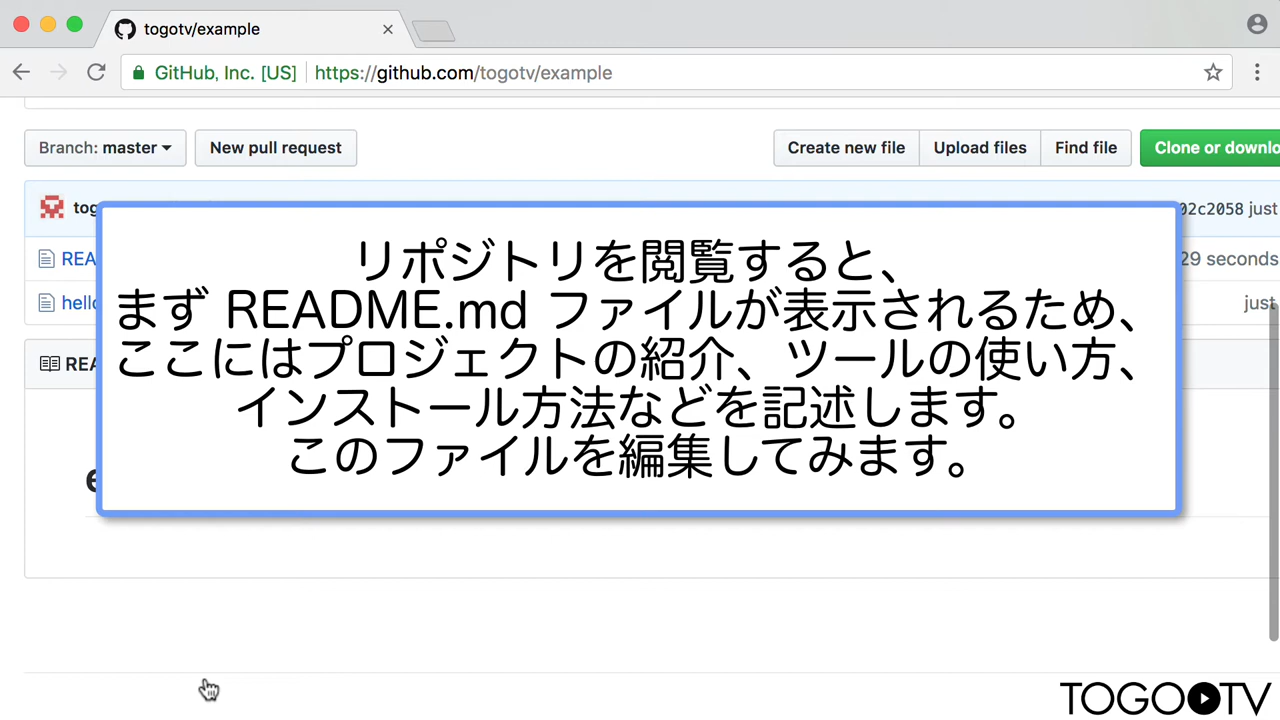 togotv/example
GitHub, Inc. [US] https://github.com/togotv/example
Branch: master New pull request Create new file Upload files Find file Clone or downlo
tog 02c2058 just
REA 29 seconds
hello just
REA
リポジトリを閲覧すると、
まず README.md ファイルが表示されるため、
ここにはプロジェクトの紹介、ツールの使い方、
インストール方法などを記述します。
このファイルを編集してみます。
e
TOGOTV